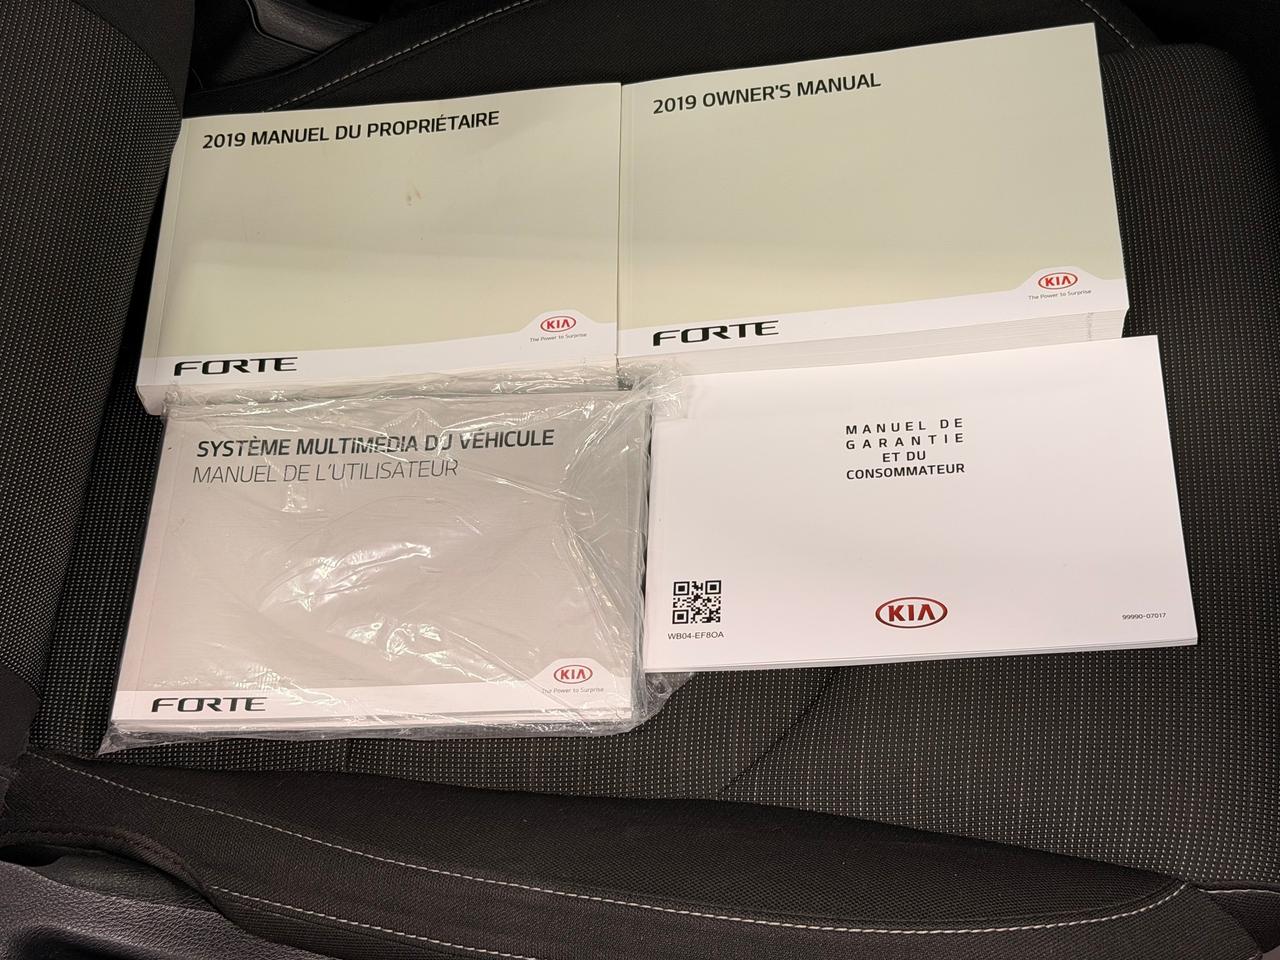 2019 MANUEL DU PROPRIÉTAIRE
KIA
The Power to Surprise
FORTE
2019 OWNER'S MANUAL
KIA
The Power to Surprise
FORTE
SYSTÈME MULTIMÉDIA DU VÉHICULE
MANUEL DE L'UTILISATEUR
KIA
The Power to Surprise
FORTE
MANUEL DE
GARANTIE
ET DU
CONSOMMATEUR
WB04-EF8OA
KIA
99990-07017